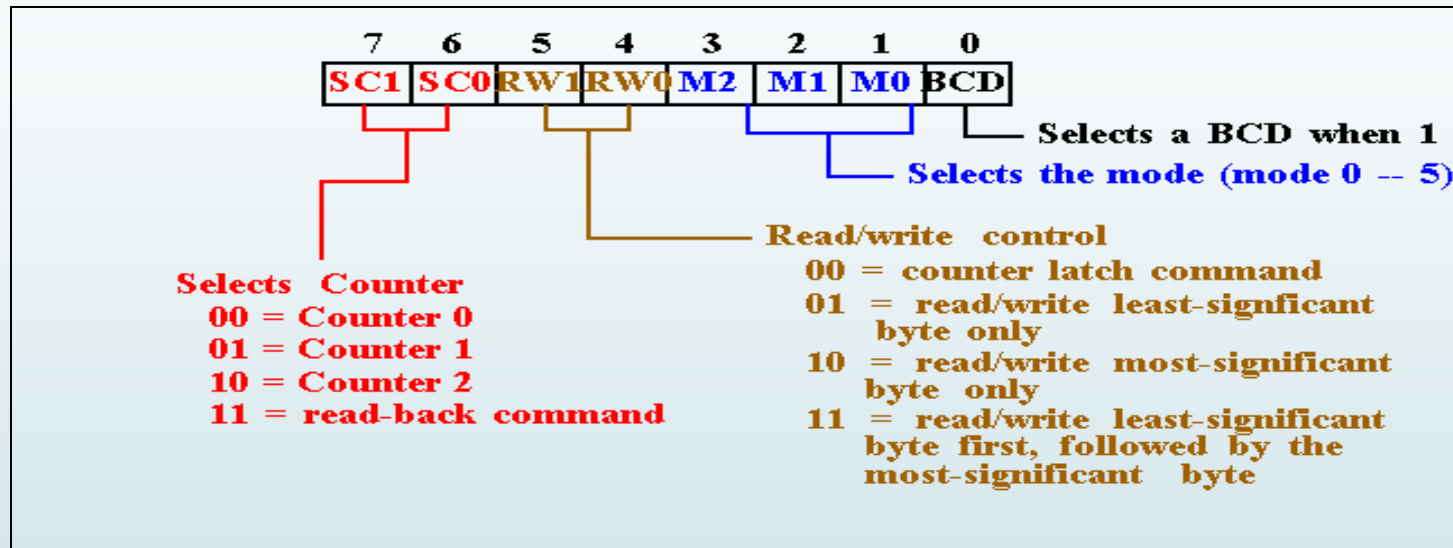 7 6 5 4 3 2 1 0
SC1 SC0 RW1 RW0 M2 M1 M0 BCD
Selects a BCD when 1
Selects the mode (mode 0 -- 5)
Read/write control
00 = counter latch command
01 = read/write least-signficant
byte only
10 = read/write most-significant
byte only
11 = read/write least-significant
byte first, followed by the
most-significant byte
Selects Counter
00 = Counter 0
01 = Counter 1
10 = Counter 2
11 = read-back command